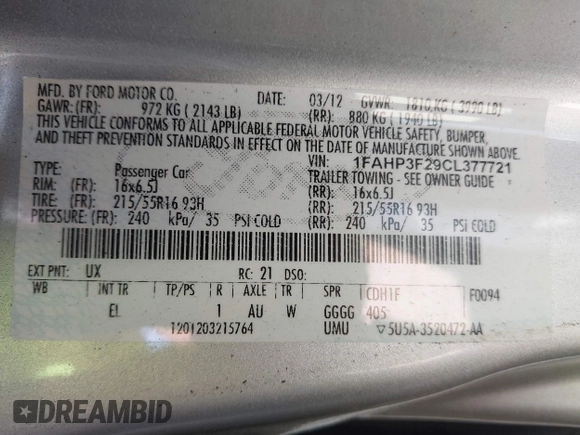 MFD. BY FORD MOTOR CO. DATE: 03/12 GVWR: 1810 KG ( 3990 LB)
GAWR: (FR): 972 KG ( 2143 LB) (RR): 880 KG ( 1940 LB)
THIS VEHICLE CONFORMS TO ALL APPLICABLE FEDERAL MOTOR VEHICLE SAFETY, BUMPER,
AND THEFT PREVENTION STANDARDS IN EFFECT ON THE DATE OF MANUFACTURE SHOWN ABOVE.
VIN: 1FAHP3F29CL377721
TYPE: Passenger Car TRAILER TOWING - SEE OWNER GUIDE
RIM: (FR): 16x6.5J (RR): 16x6.5J
TIRE: (FR): 215/55R16 93H (RR): 215/55R16 93H
PRESSURE: (FR): 240 kPa/ 35 PSI COLD (RR): 240 kPa/ 35 PSI COLD
EXT PNT: UX RC: 21 DSO:
WB INT TR TP/PS R AXLE TR SPR CDH1F F0094
EL 1 AU W GGGG 405
1201203215764 UMU ▽5U5A-3520472-AA
DREAMBID